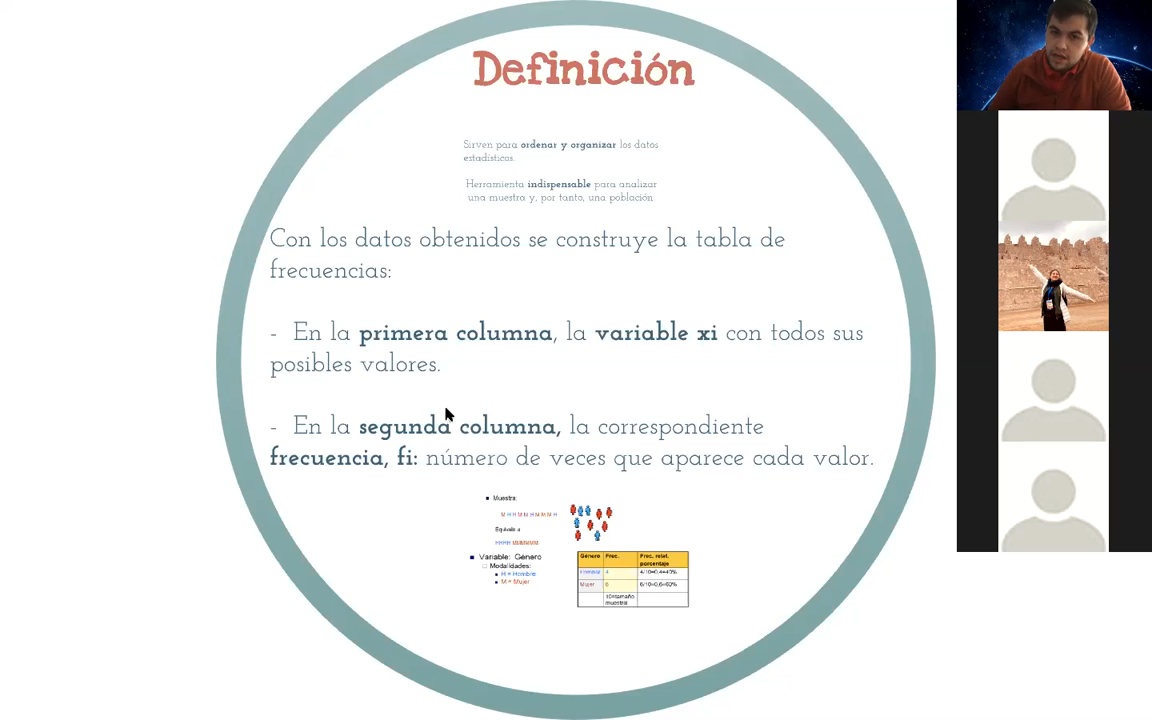 Definición
Sirven para ordenar y organizar los datos
estadísticos.
Herramienta indispensable para analizar
una muestra y, por tanto, una población
Con los datos obtenidos se construye la tabla de
frecuencias:
- En la primera columna, la variable xi con todos sus
posibles valores.
- En la segunda columna, la correspondiente
frecuencia, fi: número de veces que aparece cada valor.
Muestra:
M H H M M H M M M H
Equivale a
HHHH MMMMMM
Variable: Género
Modalidades:
H = Hombre
M = Mujer
Género Frec. Frec. relat.
porcentaje
Hombre 4 4/10=0,4=40%
Mujer 6 6/10=0,6=60%
10=tamaño
muestral